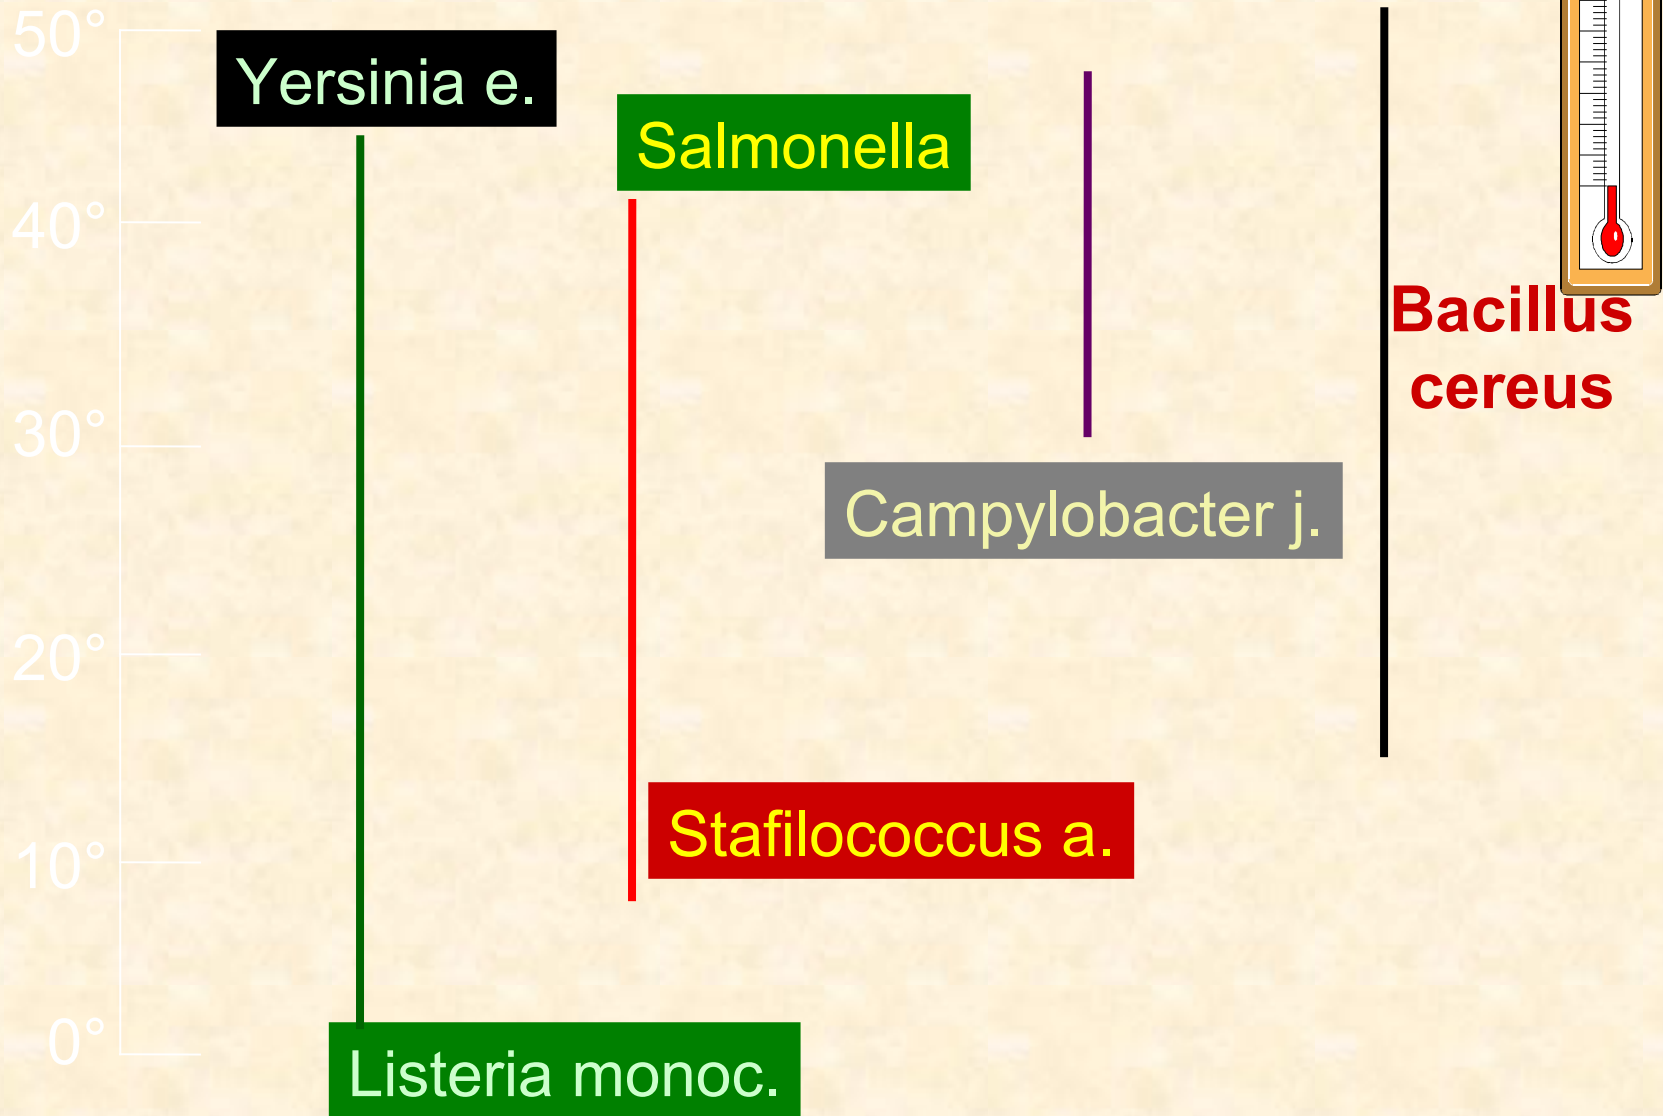 50°
Yersinia e.
Salmonella
40°
Bacillus
cereus
30°
Campylobacter j.
20°
Stafilococcus a.
10°
0°
Listeria monoc.